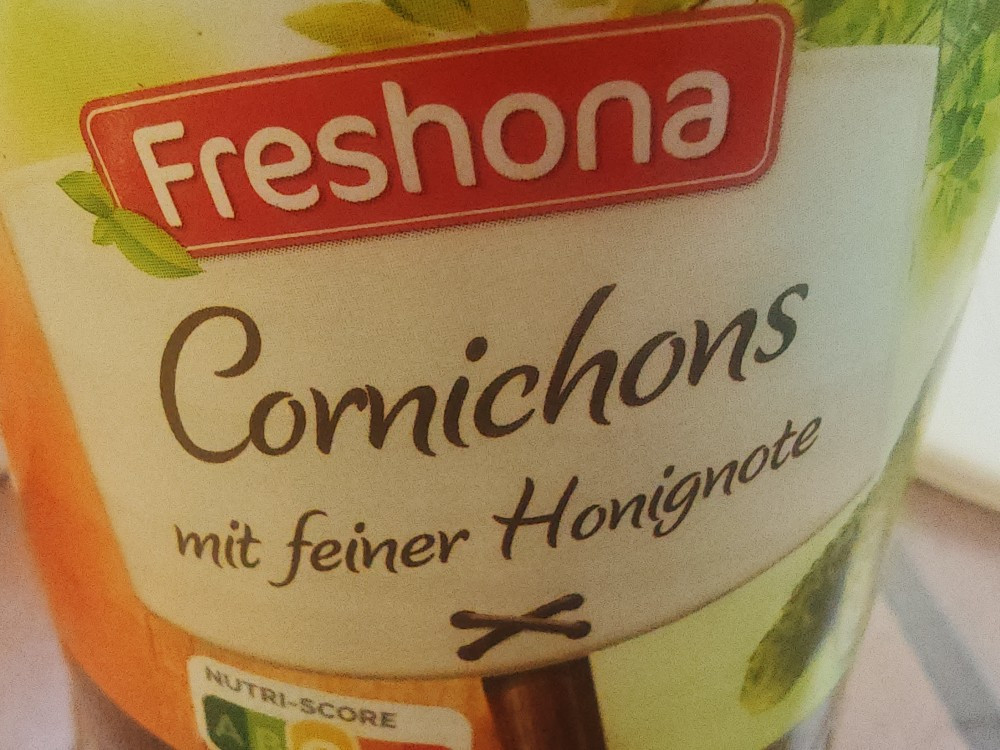 Freshona
Cornichons
mit feiner Honignote
NUTRI-SCORE
A B C